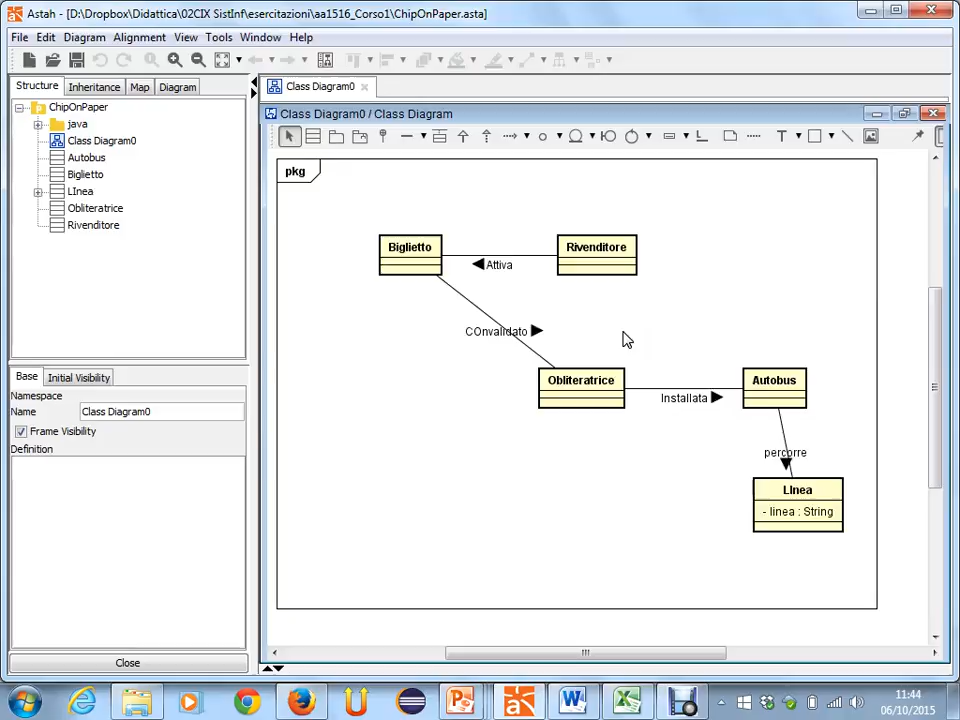 Astah - [D:\Dropbox\Didattica\02CIX SistInf\esercitazioni\aa1516_Corso1\ChipOnPaper.asta]
File Edit Diagram Alignment View Tools Window Help
Structure Inheritance Map Diagram
ChipOnPaper
java
Class Diagram0
Autobus
Biglietto
LInea
Obliteratrice
Rivenditore
Base Initial Visibility
Namespace
Name Class Diagram0
Frame Visibility
Definition
Close
Class Diagram0
Class Diagram0 / Class Diagram
T
pkg
Biglietto
Rivenditore
Attiva
COnvalidato
Obliteratrice
Autobus
Installata
percorre
LInea
- linea : String
11:44
06/10/2015